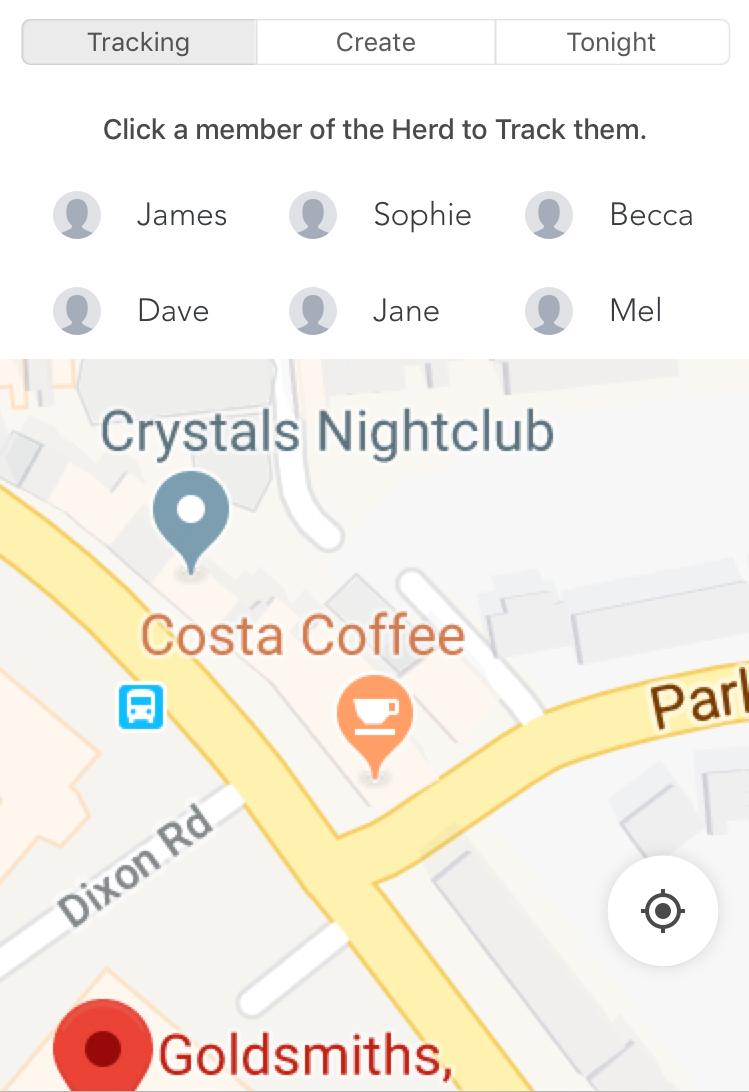 Tracking Create Tonight
Click a member of the Herd to Track them.
James Sophie Becca
Dave Jane Mel
Crystals Nightclub
Costa Coffee
Park
Dixon Rd
Goldsmiths,